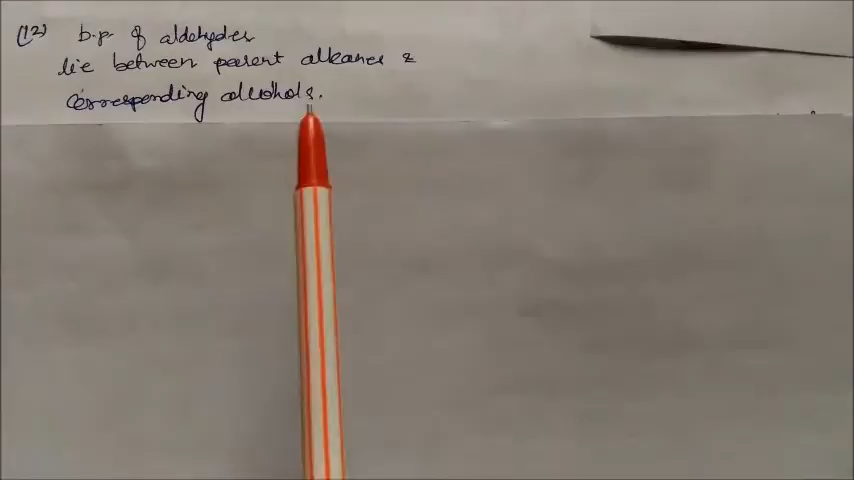 (12) b.p. of aldehydes
lie between parent alkanes &
corresponding alcohols.